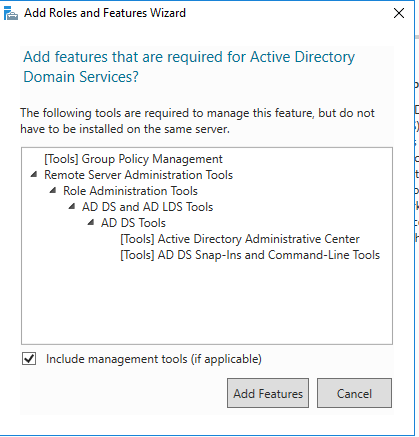 Add Roles and Features Wizard
Add features that are required for Active Directory
Domain Services?
The following tools are required to manage this feature, but do not
have to be installed on the same server.
[Tools] Group Policy Management
Remote Server Administration Tools
Role Administration Tools
AD DS and AD LDS Tools
AD DS Tools
[Tools] Active Directory Administrative Center
[Tools] AD DS Snap-Ins and Command-Line Tools
Include management tools (if applicable)
Add Features
Cancel